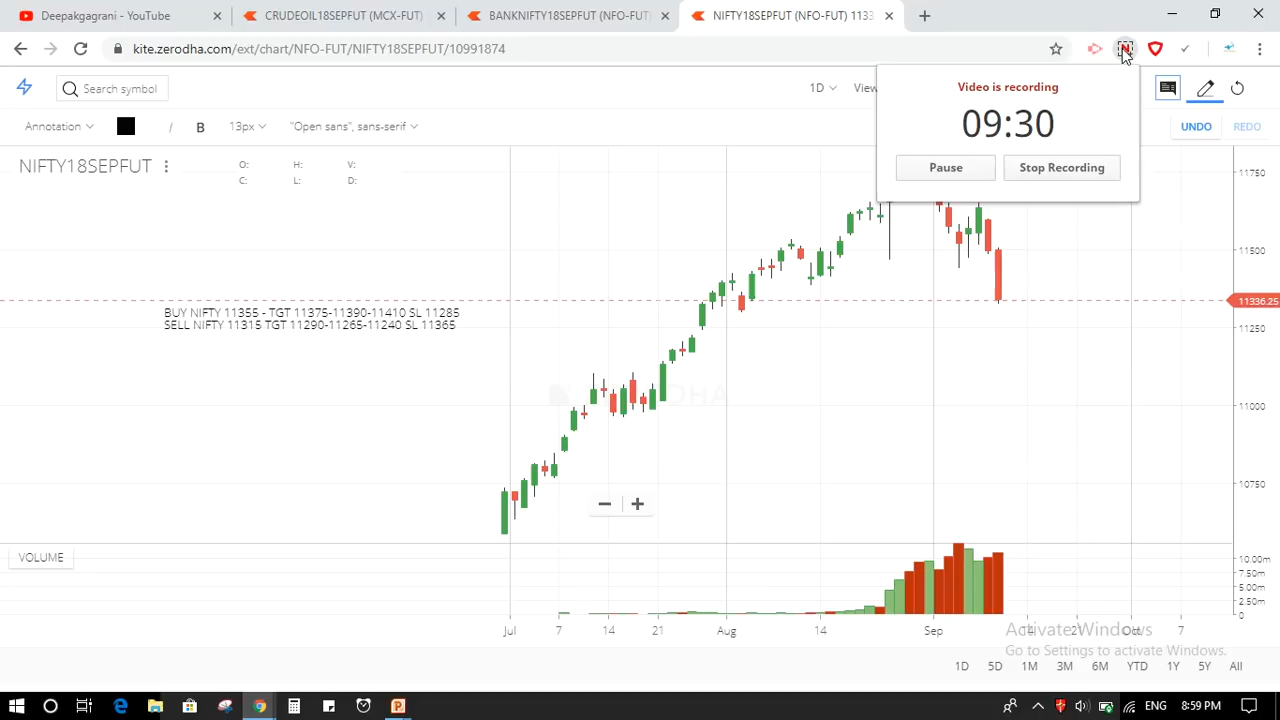 Deepakgagrani - YouTube
CRUDEOIL18SEPFUT (MCX-FUT)
BANKNIFTY18SEPFUT (NFO-FUT)
NIFTY18SEPFUT (NFO-FUT) 1133
kite.zerodha.com/ext/chart/NFO-FUT/NIFTY18SEPFUT/10991874
Search symbol
1D
View
Video is recording
09:30
Pause
Stop Recording
Annotation
I
B
13px
"Open sans", sans-serif
UNDO
REDO
NIFTY18SEPFUT
O:
H:
V:
C:
L:
D:
11750
11500
11336.25
11250
11000
10750
BUY NIFTY 11355 - TGT 11375-11390-11410 SL 11285
SELL NIFTY 11315 TGT 11290-11265-11240 SL 11365
VOLUME
10.00m
7.50m
5.00m
2.50m
0
Jul
7
14
21
Aug
14
Sep
14
21
Oct
7
Activate Windows
Go to Settings to activate Windows.
1D
5D
1M
3M
6M
YTD
1Y
5Y
All
ENG
8:59 PM